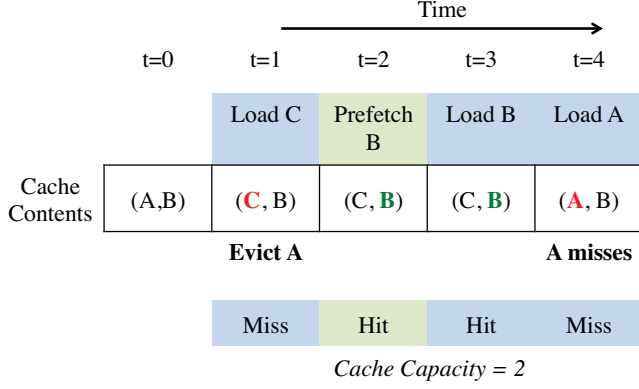 Time
t=0 t=1 t=2 t=3 t=4
Load C Prefetch B Load B Load A
Cache Contents (A,B) (C, B) (C, B) (C, B) (A, B)
Evict A A misses
Miss Hit Hit Miss
Cache Capacity = 2